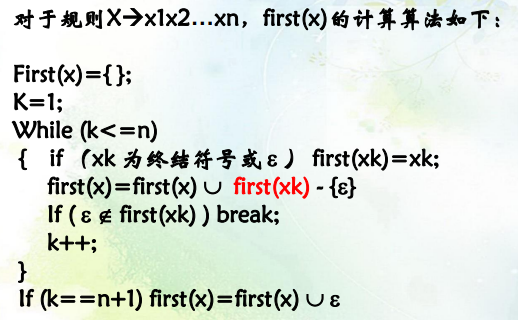 对于规则X→x1x2…xn，first(x)的计算算法如下：
First(x)={ };
K=1;
While (k<=n)
{ if （xk 为终结符号或 ε ） first(xk)=xk;
first(x)=first(x) ∪ first(xk) - {ε}
If ( ε ∉ first(xk) ) break;
k++;
}
If (k==n+1) first(x)=first(x) ∪ ε